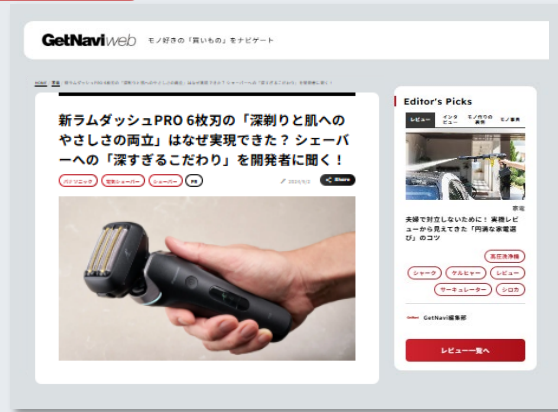 GetNavi web モノ好きの「買いもの」をナビゲート
HOME
新ラムダッシュPRO 6枚刃の「深剃りと肌への
やさしさの両立」はなぜ実現できた？ シェーバ
ーへの「深すぎるこだわり」を開発者に聞く！
パナソニック 電気シェーバー シェーバー PR
Share
Editor's Picks
レビュー インタビュー モノ作りの裏側 モノ事典
家電
夫婦で対立しないために！ 実機レビ
ューから見えてきた「円満な家電選
び」のコツ
高圧洗浄機
シャーク ケルヒャー レビュー
サーキュレーター シロカ
GetNavi編集部
レビュー一覧へ